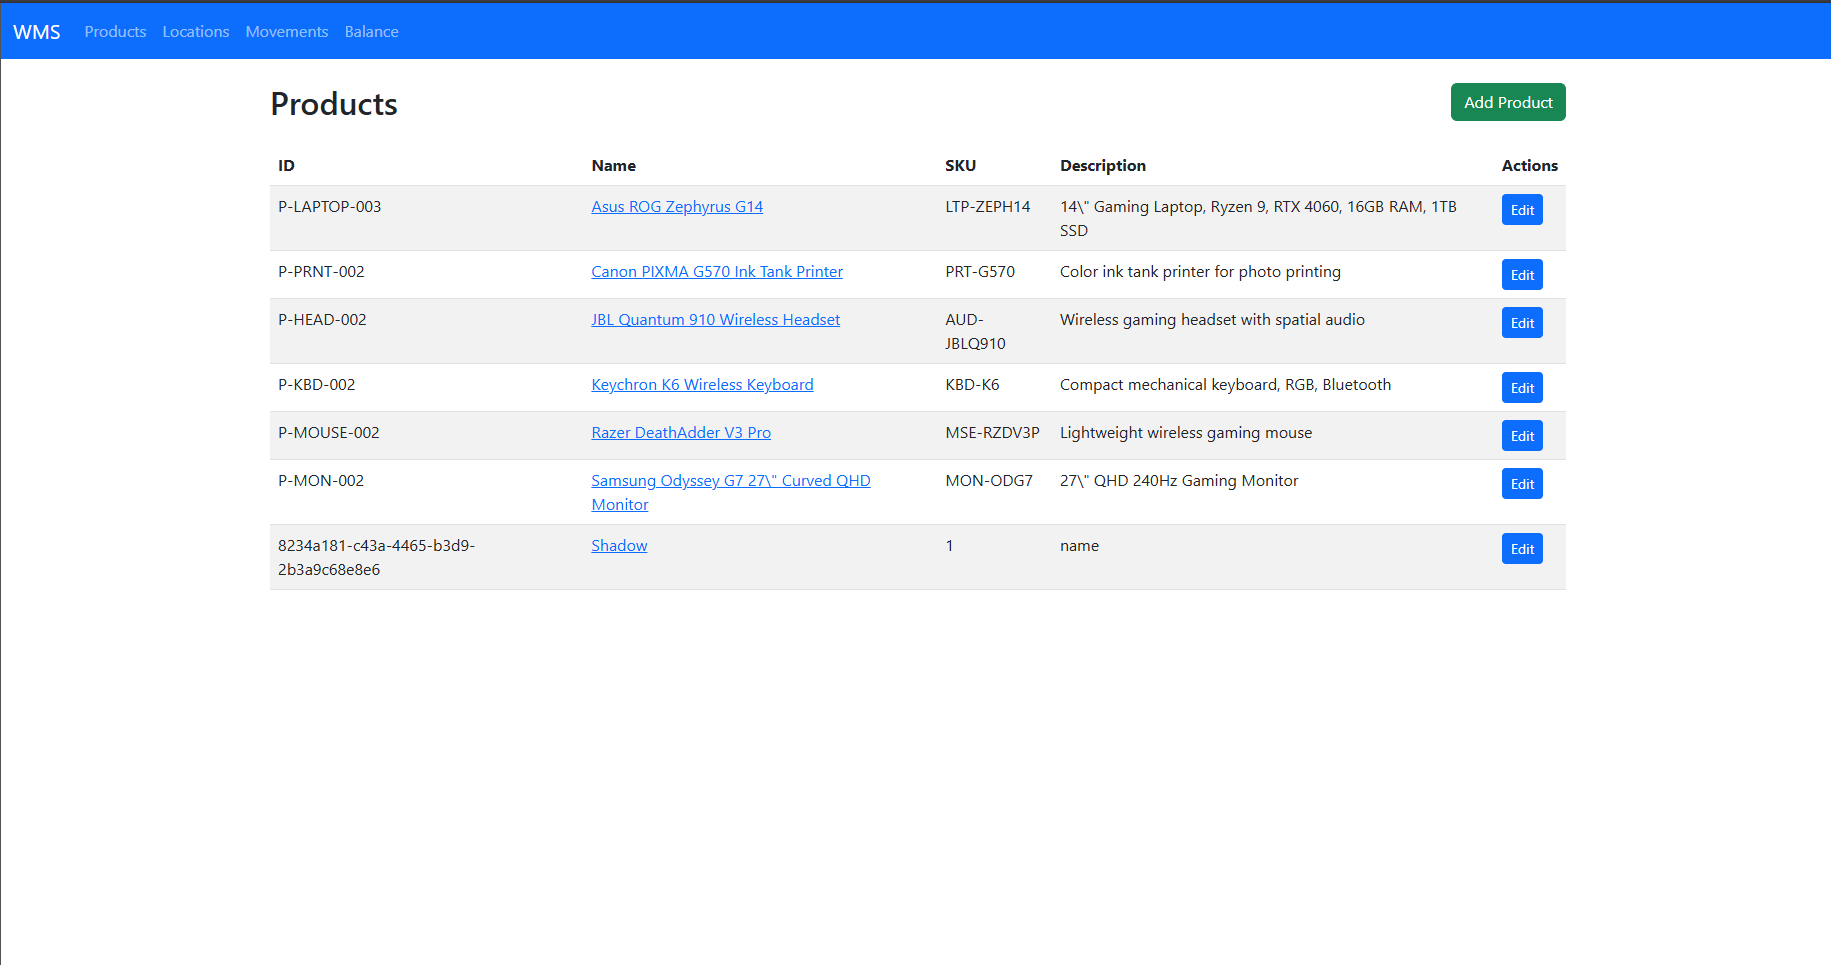 WMS Products Locations Movements Balance
Products
Add Product
ID Name SKU Description Actions
P-LAPTOP-003 Asus ROG Zephyrus G14 LTP-ZEPH14 14\" Gaming Laptop, Ryzen 9, RTX 4060, 16GB RAM, 1TB Edit
SSD
P-PRNT-002 Canon PIXMA G570 Ink Tank Printer PRT-G570 Color ink tank printer for photo printing Edit
P-HEAD-002 JBL Quantum 910 Wireless Headset AUD- Wireless gaming headset with spatial audio Edit
JBLQ910
P-KBD-002 Keychron K6 Wireless Keyboard KBD-K6 Compact mechanical keyboard, RGB, Bluetooth Edit
P-MOUSE-002 Razer DeathAdder V3 Pro MSE-RZDV3P Lightweight wireless gaming mouse Edit
P-MON-002 Samsung Odyssey G7 27\" Curved QHD MON-ODG7 27\" QHD 240Hz Gaming Monitor Edit
Monitor
8234a181-c43a-4465-b3d9- Shadow 1 name Edit
2b3a9c68e8e6